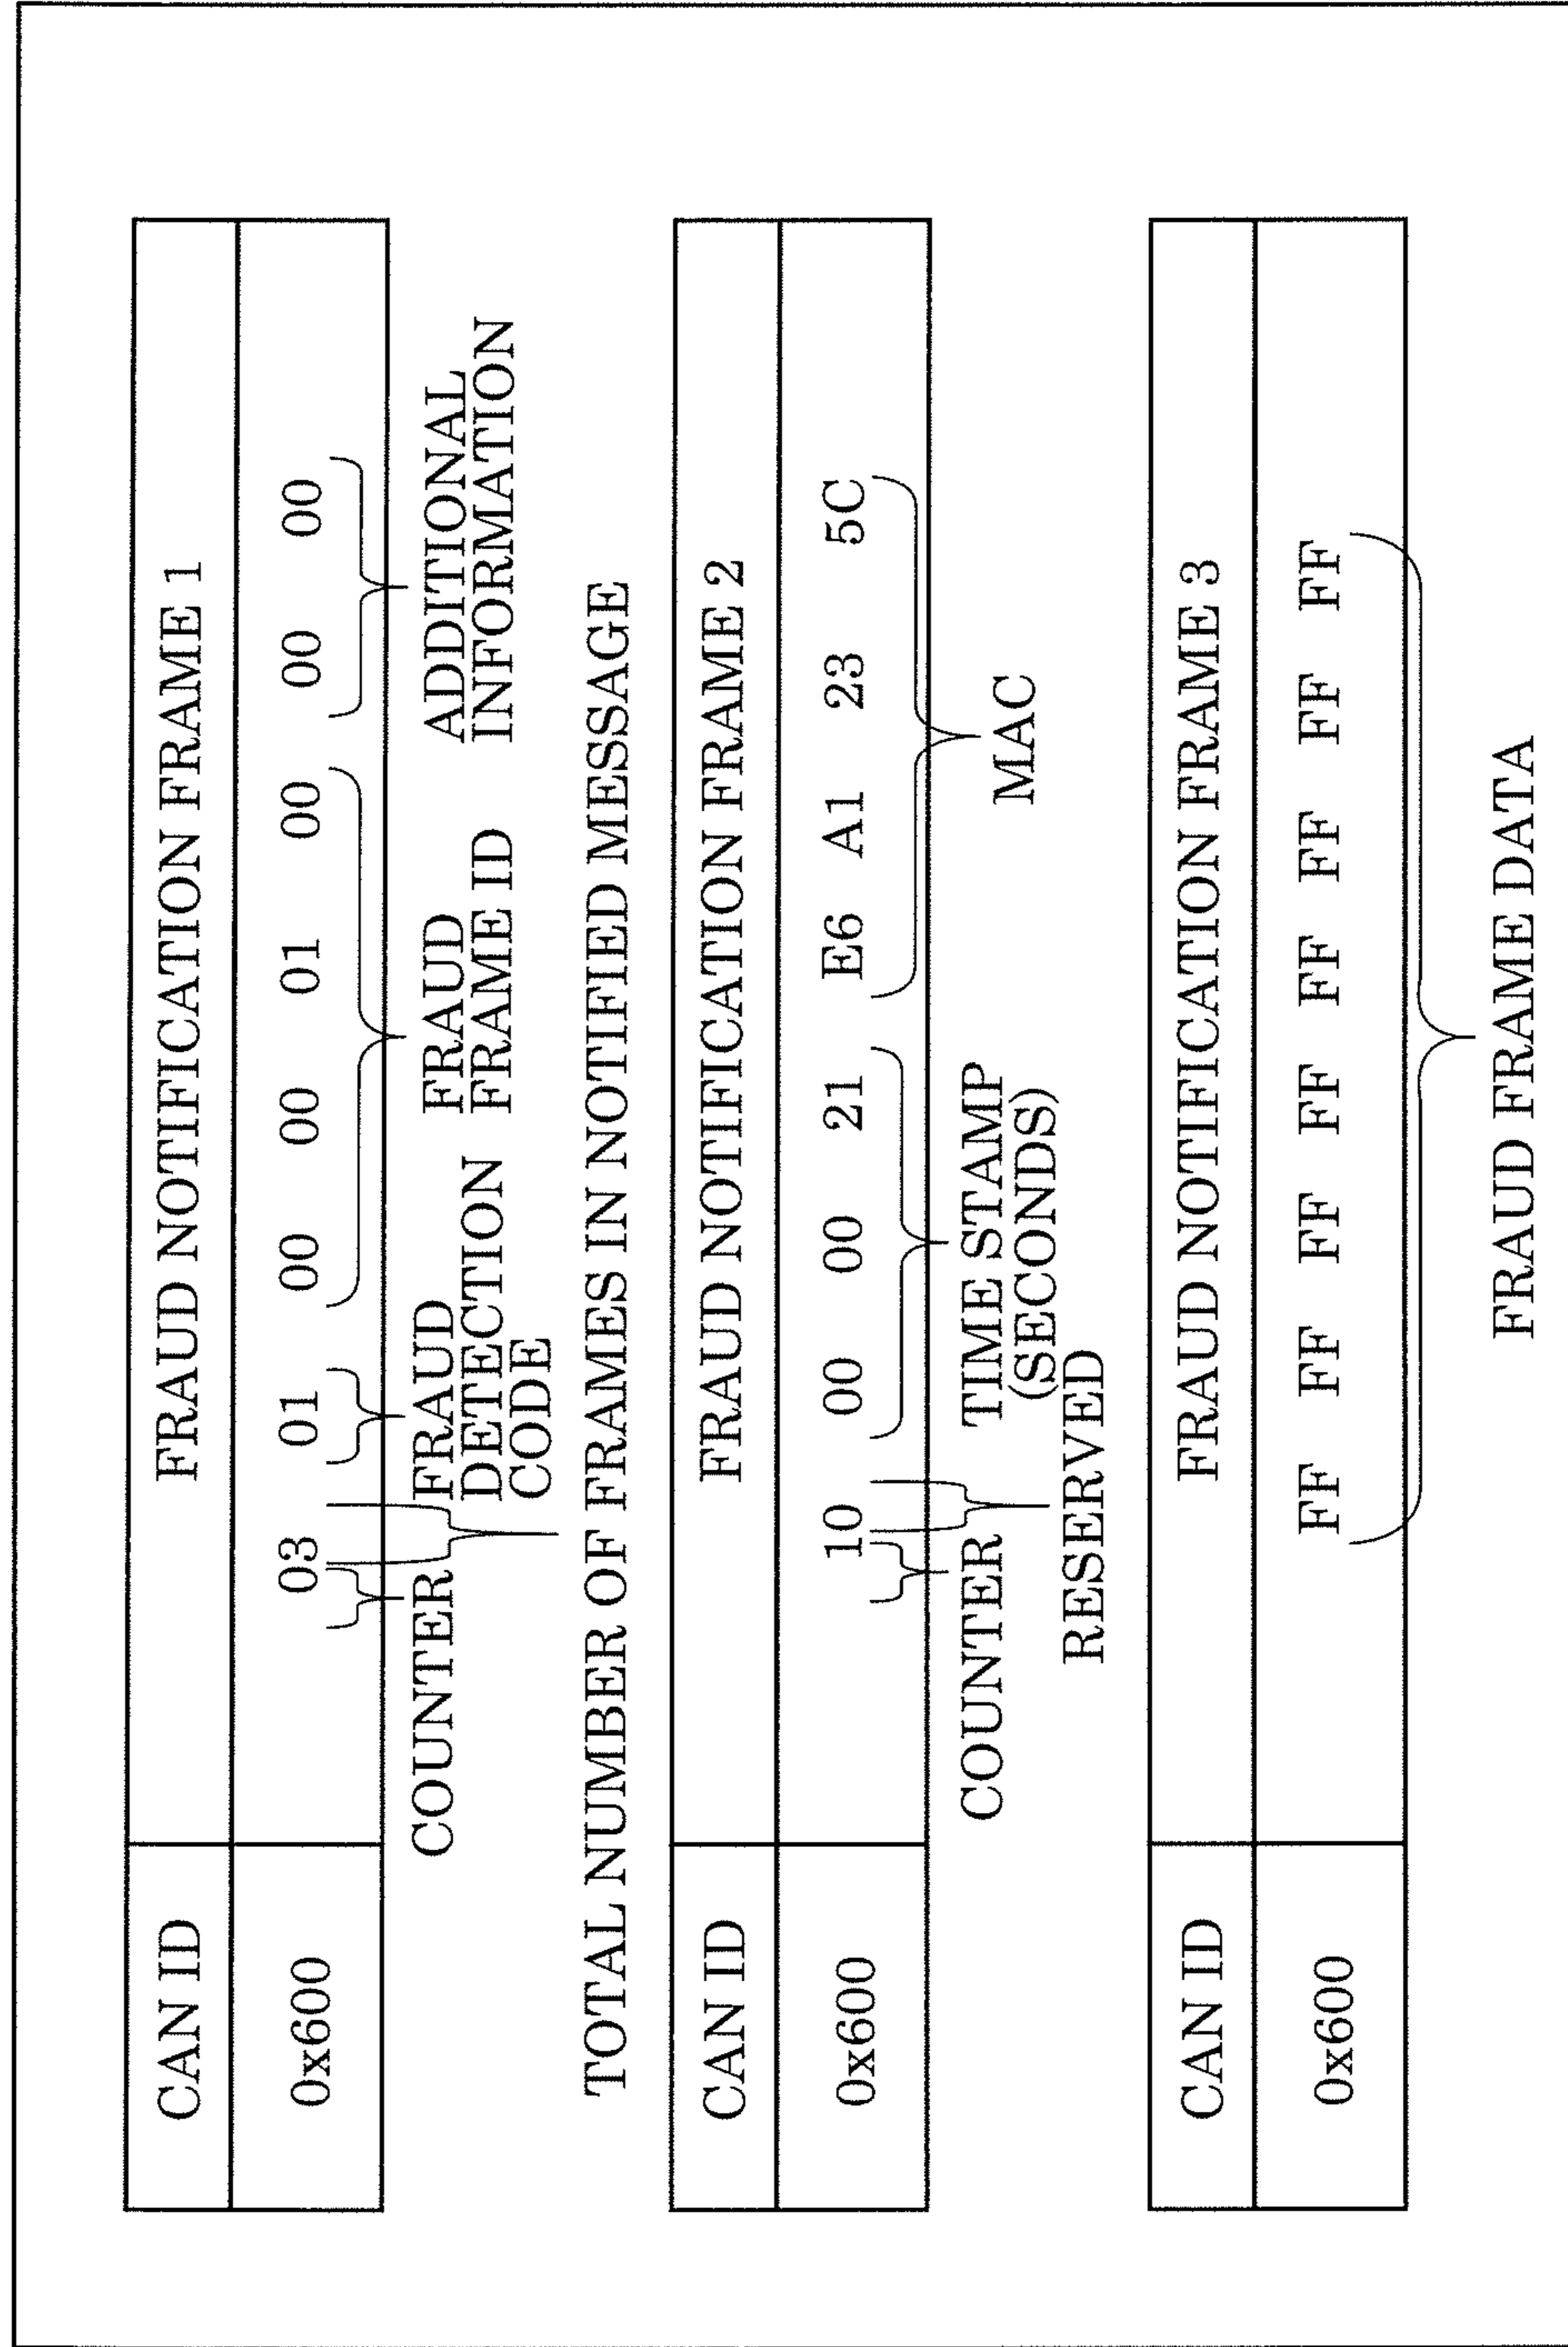 CAN ID
FRAUD NOTIFICATION FRAME 1
0x600
03 01 00 00 01 00 00 00
COUNTER
FRAUD
DETECTION
CODE
FRAUD
FRAME ID
ADDITIONAL
INFORMATION
TOTAL NUMBER OF FRAMES IN NOTIFIED MESSAGE
CAN ID
FRAUD NOTIFICATION FRAME 2
0x600
10 00 00 21 E6 A1 23 5C
COUNTER
TIME STAMP
(SECONDS)
MAC
RESERVED
CAN ID
FRAUD NOTIFICATION FRAME 3
0x600
FF FF FF FF FF FF FF FF
FRAUD FRAME DATA